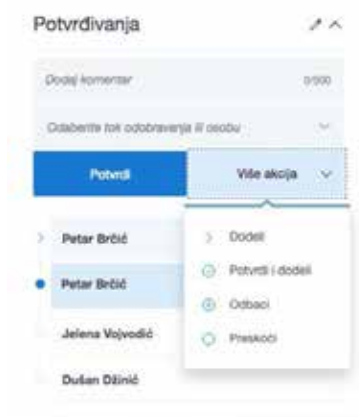 Potvrđivanja
Dodaj komentar 0/500
Odaberite tok odobravanja ili osobu
Potvrdi Više akcija
Petar Brčić
Petar Brčić
Jelena Vojvodić
Dušan Džinić
Dodeli
Potvrdi i dodeli
Odbaci
Preskoči